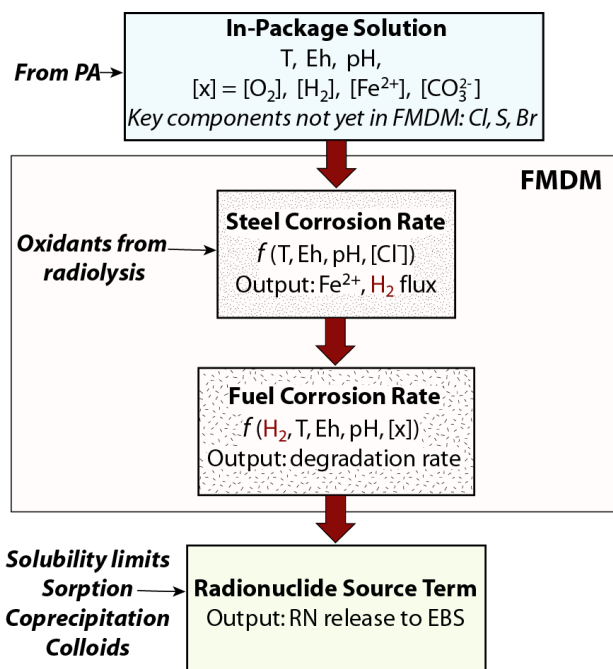 In-Package Solution
T, Eh, pH,
[x] = [O₂], [H₂], [Fe²⁺], [CO₃²⁻]
Key components not yet in FMDM: Cl, S, Br
From PA
FMDM
Steel Corrosion Rate
f (T, Eh, pH, [Cl⁻])
Output: Fe²⁺, H₂ flux
Oxidants from
radiolysis
Fuel Corrosion Rate
f (H₂, T, Eh, pH, [x])
Output: degradation rate
Solubility limits
Sorption
Coprecipitation
Colloids
Radionuclide Source Term
Output: RN release to EBS